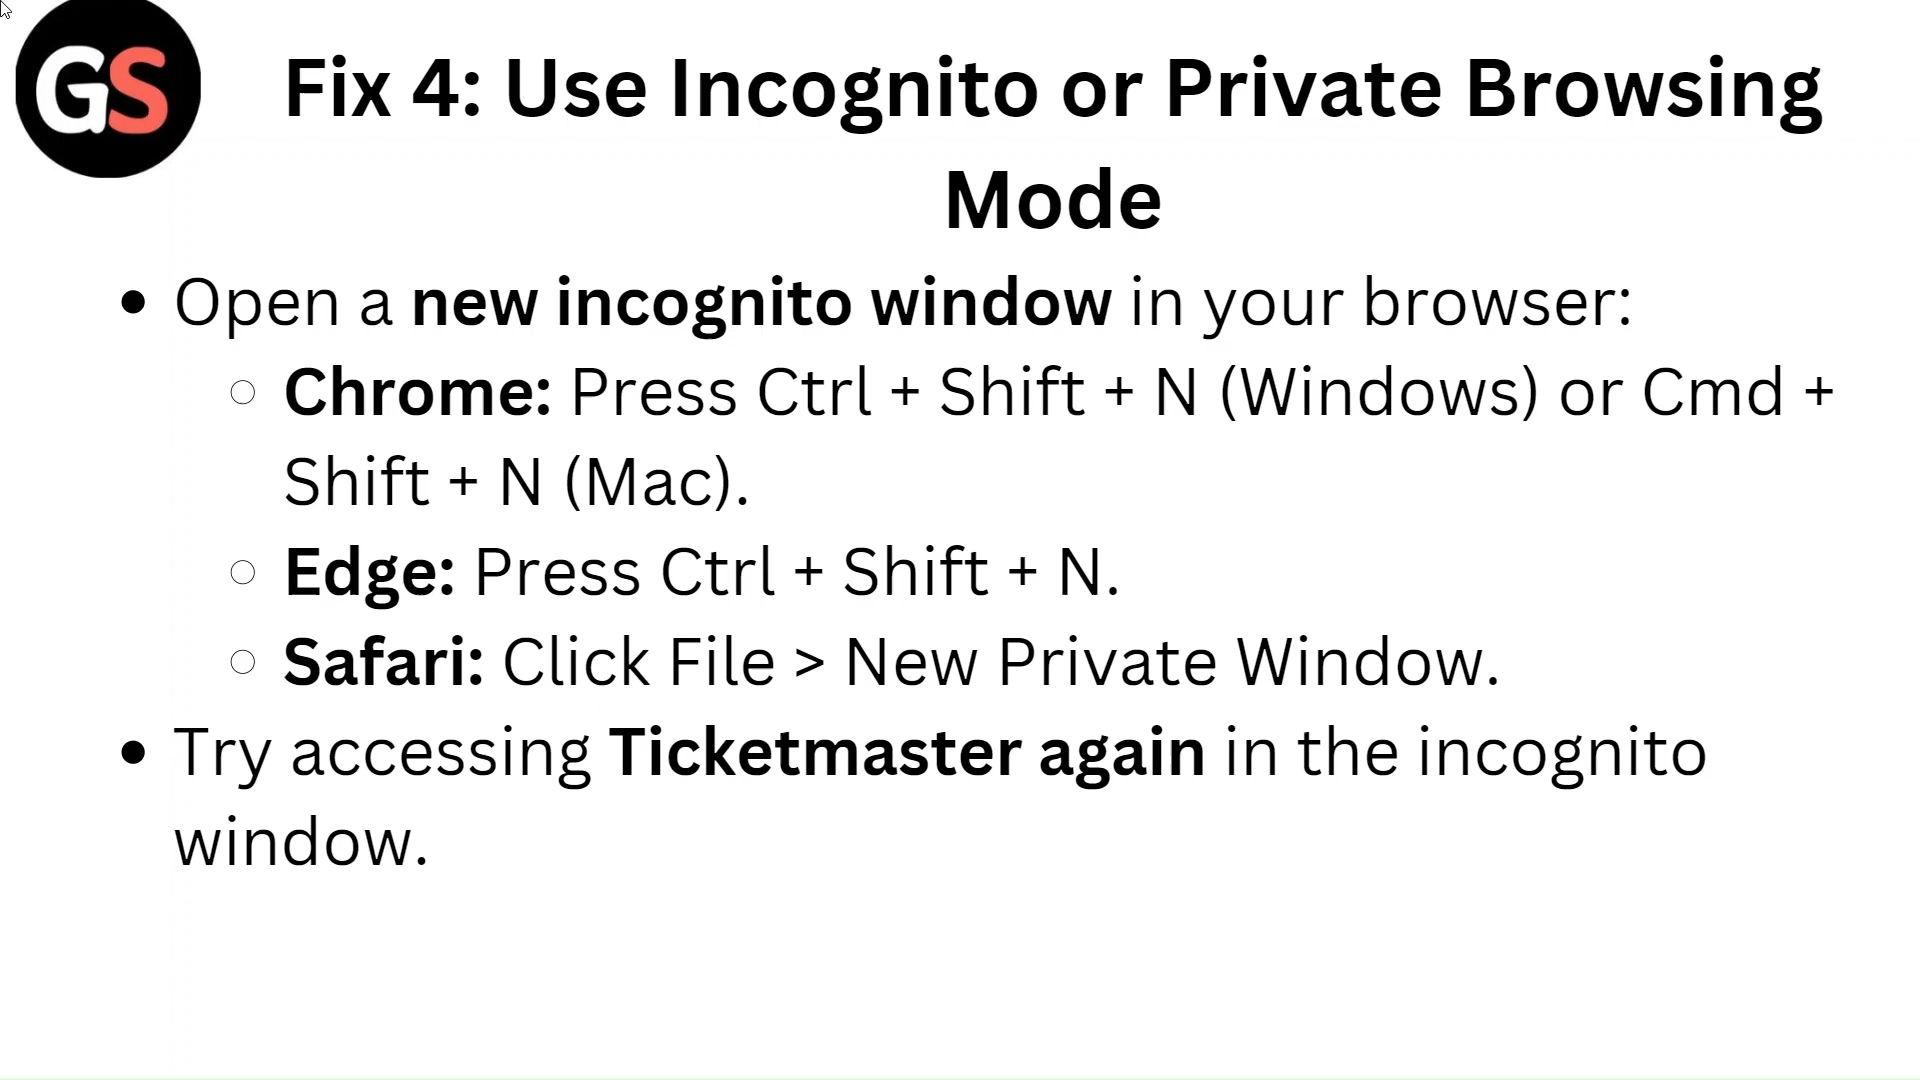 GS
Fix 4: Use Incognito or Private Browsing
Mode
• Open a new incognito window in your browser:
○ Chrome: Press Ctrl + Shift + N (Windows) or Cmd +
Shift + N (Mac).
○ Edge: Press Ctrl + Shift + N.
○ Safari: Click File > New Private Window.
• Try accessing Ticketmaster again in the incognito
window.